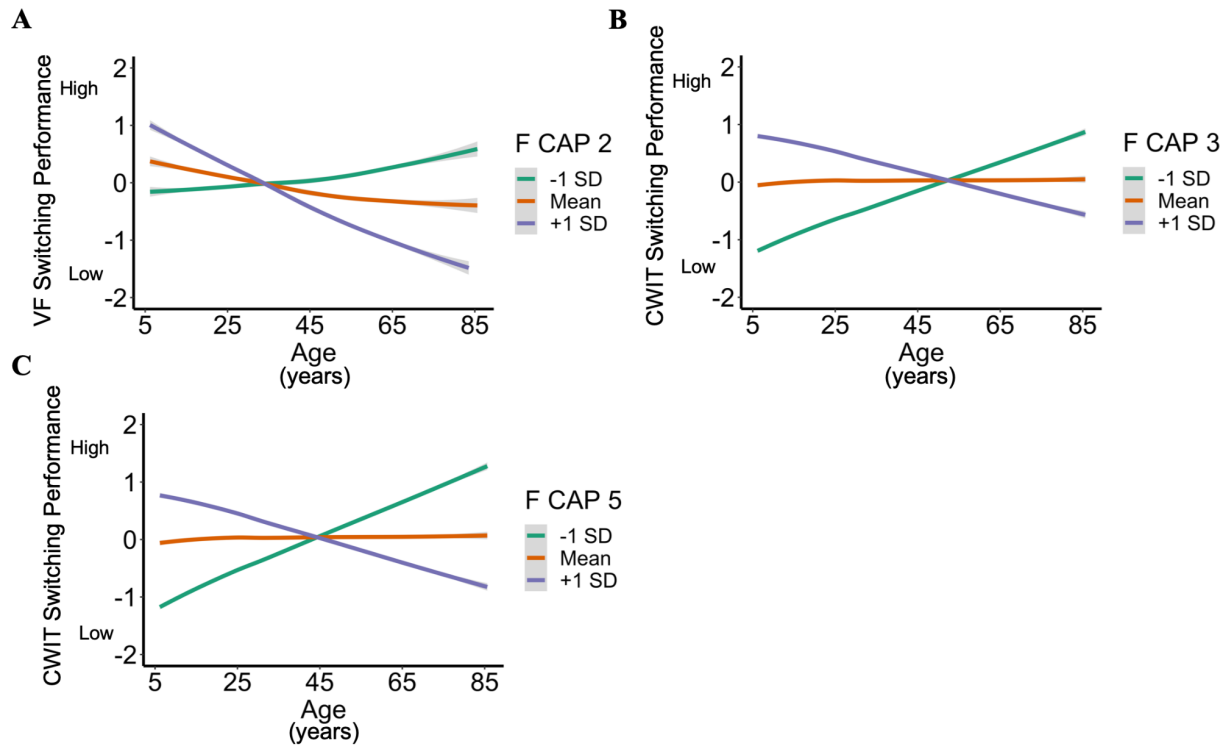 A
VF Switching Performance
High
Low
2
1
0
-1
-2
5 25 45 65 85
Age
(years)
F CAP 2
-1 SD
Mean
+1 SD
B
CWIT Switching Performance
High
Low
2
1
0
-1
-2
5 25 45 65 85
Age
(years)
F CAP 3
-1 SD
Mean
+1 SD
C
CWIT Switching Performance
High
Low
2
1
0
-1
-2
5 25 45 65 85
Age
(years)
F CAP 5
-1 SD
Mean
+1 SD